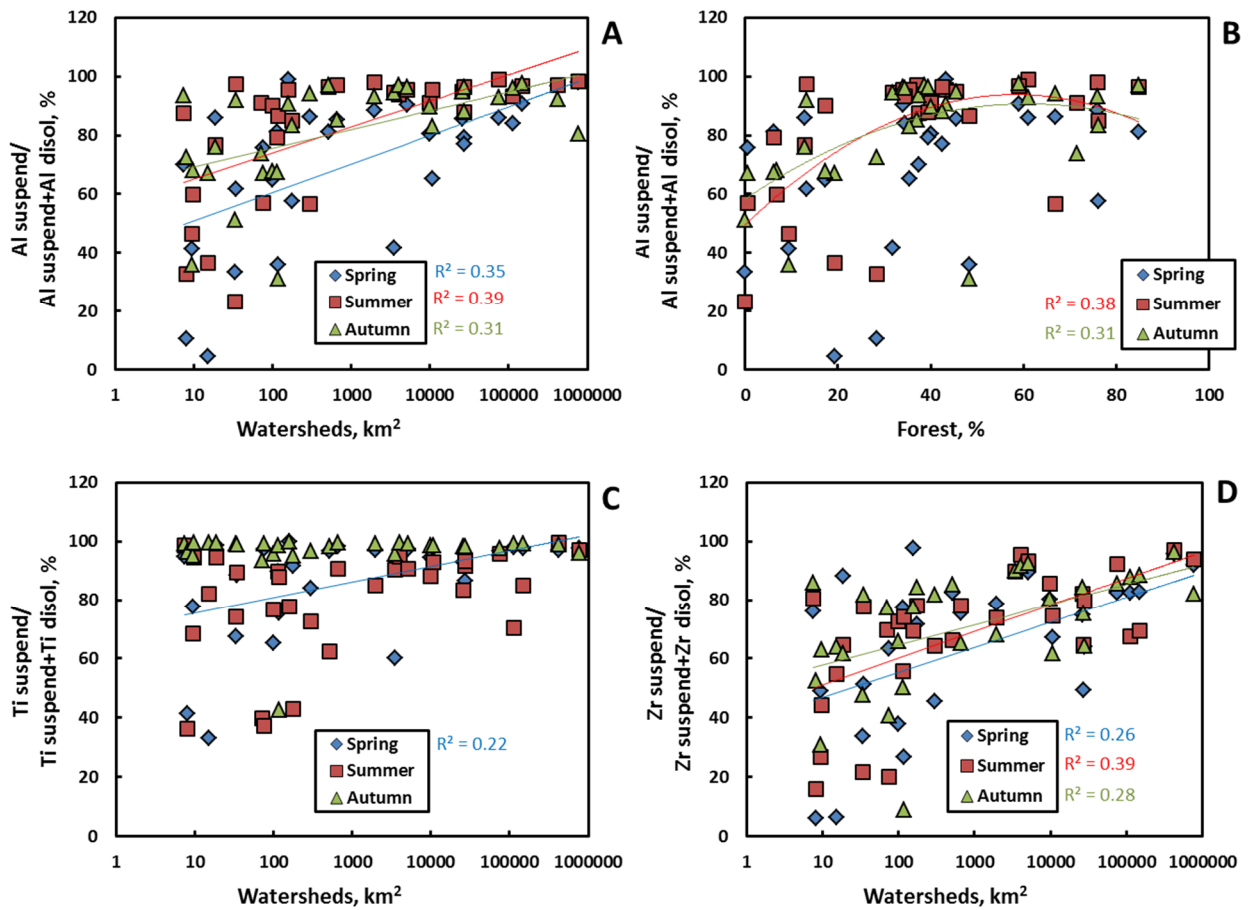 A
Al suspend/
Al suspend+Al disol, %
120
100
80
60
40
20
0
1 10 100 1000 10000 100000 1000000
Watersheds, km²
Spring R² = 0.35
Summer R² = 0.39
Autumn R² = 0.31
B
Al suspend/
Al suspend+Al disol, %
120
100
80
60
40
20
0
0 20 40 60 80 100
Forest, %
Spring
R² = 0.38 Summer
R² = 0.31 Autumn
C
Ti suspend/
Ti suspend+Ti disol, %
120
100
80
60
40
20
0
1 10 100 1000 10000 100000 1000000
Watersheds, km²
Spring R² = 0.22
Summer
Autumn
D
Zr suspend/
Zr suspend+Zr disol, %
120
100
80
60
40
20
0
1 10 100 1000 10000 100000 1000000
Watersheds, km²
Spring R² = 0.26
Summer R² = 0.39
Autumn R² = 0.28